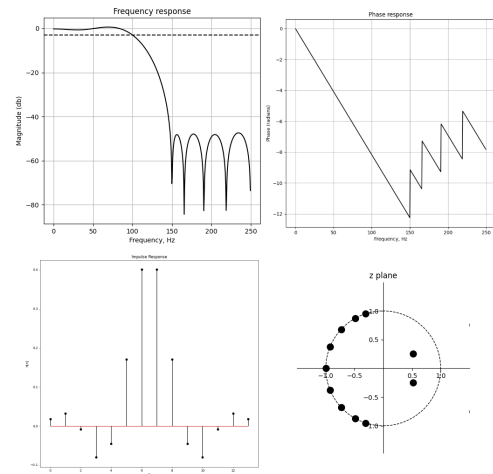 Frequency response
0
−20
−40
−60
−80
Magnitude (db)
0 50 100 150 200 250
Frequency, Hz
Phase response
0
−2
−4
−6
−8
−10
−12
Phase (radians)
0 50 100 150 200 250
Frequency, Hz
Impulse Response
0.4
0.3
0.2
0.1
0.0
−0.1
0 2 4 6 8 10 12
z plane
1.0
0.5
−1.0 −0.5 0.5 1.0
−0.5
−1.0